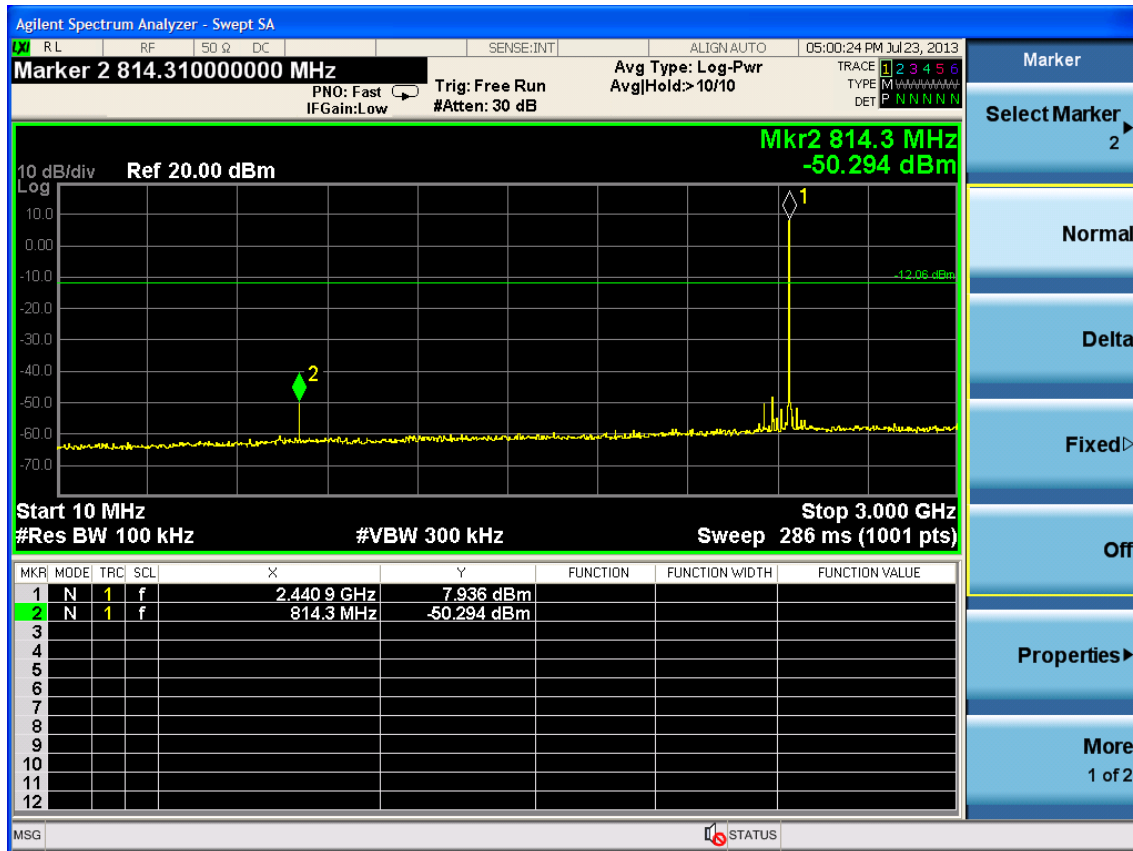 Agilent Spectrum Analyzer - Swept SA
LXI RL RF 50 Ω DC SENSE:INT ALIGN AUTO 05:00:24 PM Jul 23, 2013
Marker 2 814.310000000 MHz
PNO: Fast
IFGain:Low
Trig: Free Run
#Atten: 30 dB
Avg Type: Log-Pwr
Avg|Hold:>10/10
TRACE 1 2 3 4 5 6
TYPE M WWWWW
DET P N N N N N
Mkr2 814.3 MHz
-50.294 dBm
10 dB/div Ref 20.00 dBm
Log
10.0
0.00
-10.0
-20.0
-30.0
-40.0
-50.0
-60.0
-70.0
1
-12.06 dBm
2
Start 10 MHz Stop 3.000 GHz
#Res BW 100 kHz #VBW 300 kHz Sweep 286 ms (1001 pts)
MKR MODE TRC SCL X Y FUNCTION FUNCTION WIDTH FUNCTION VALUE
1 N 1 f 2.440 9 GHz 7.936 dBm
2 N 1 f 814.3 MHz -50.294 dBm
3
4
5
6
7
8
9
10
11
12
MSG STATUS
Marker
Select Marker
2
Normal
Delta
Fixed
Off
Properties
More
1 of 2